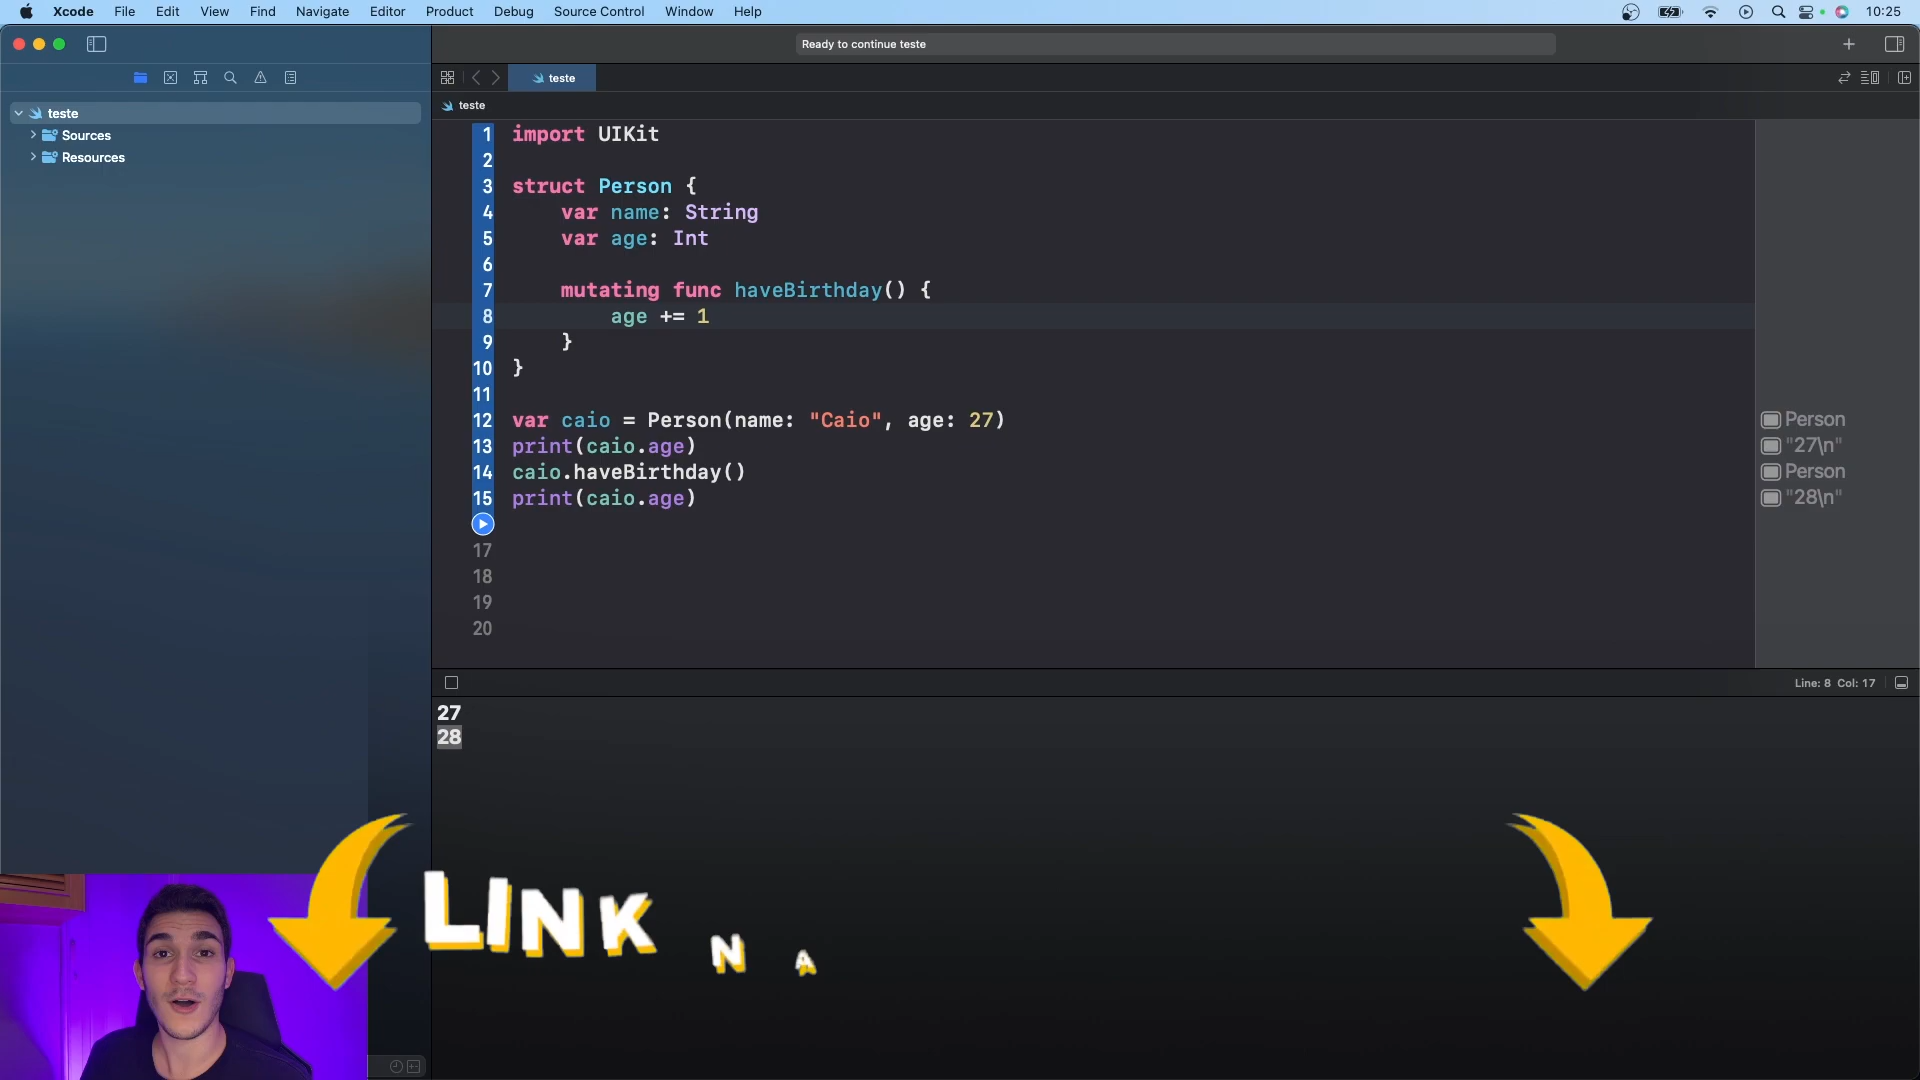 Xcode File Edit View Find Navigate Editor Product Debug Source Control Window Help 10:25
Ready to continue teste
teste
teste
teste
Sources
Resources
1 import UIKit
2
3 struct Person {
4 var name: String
5 var age: Int
6
7 mutating func haveBirthday() {
8 age += 1
9 }
10 }
11
12 var caio = Person(name: "Caio", age: 27)
13 print(caio.age)
14 caio.haveBirthday()
15 print(caio.age)
17
18
19
20
Person
"27\n"
Person
"28\n"
Line: 8 Col: 17
27
28
LINK NA